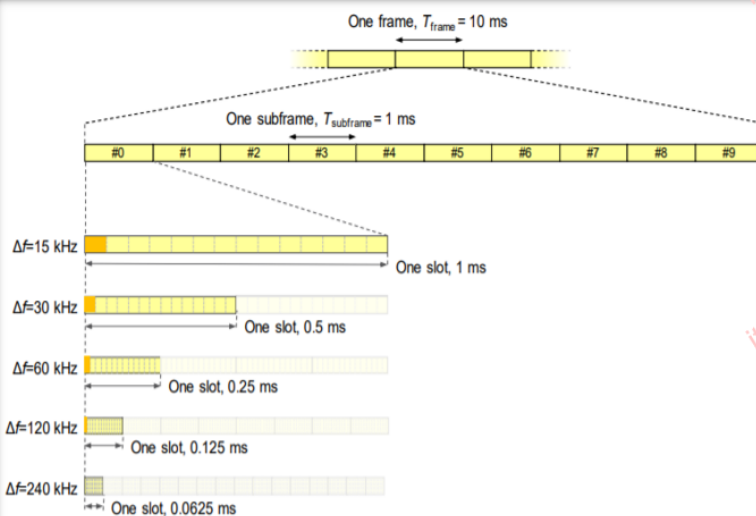 One frame, Tframe = 10 ms
One subframe, Tsubframe = 1 ms
#0 #1 #2 #3 #4 #5 #6 #7 #8 #9
Δf=15 kHz
One slot, 1 ms
Δf=30 kHz
One slot, 0.5 ms
Δf=60 kHz
One slot, 0.25 ms
Δf=120 kHz
One slot, 0.125 ms
Δf=240 kHz
One slot, 0.0625 ms